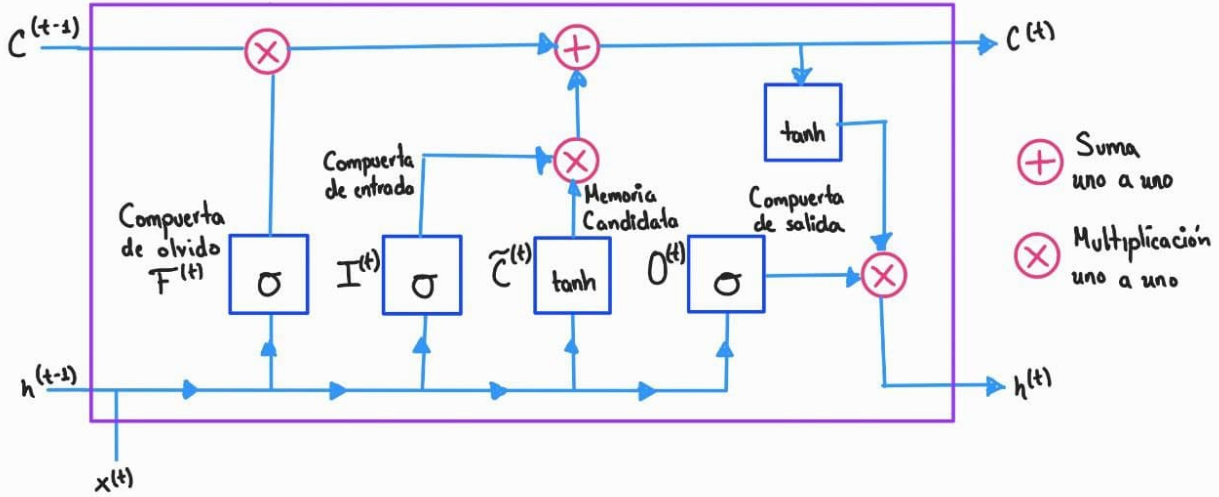 C^(t-1)
C^(t)
tanh
Suma
uno a uno
Compuerta
de entrada
Memoria
Candidata
Compuerta
de salida
Compuerta
de olvido
F^(t)
σ
I^(t)
σ
C̃^(t)
tanh
O^(t)
σ
Multiplicación
uno a uno
h^(t-1)
h^(t)
x^(t)